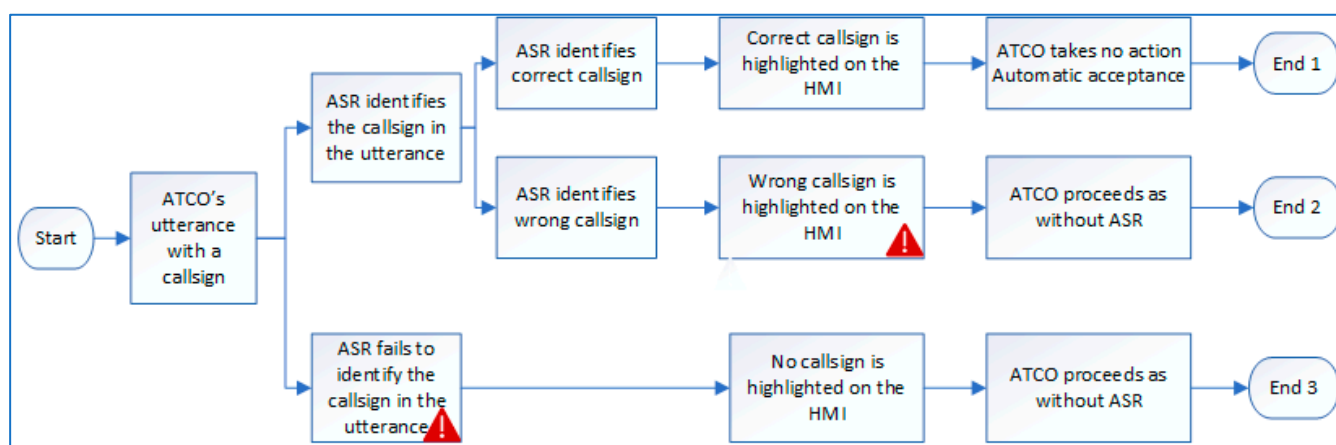 Start
ATCO's
utterance
with a
callsign
ASR identifies
the callsign in
the utterance
ASR identifies
correct callsign
Correct callsign is
highlighted on the
HMI
ATCO takes no action
Automatic acceptance
End 1
ASR identifies
wrong callsign
Wrong callsign is
highlighted on the
HMI
ATCO proceeds as
without ASR
End 2
ASR fails to
identify the
callsign in the
utterance
No callsign is
highlighted on the
HMI
ATCO proceeds as
without ASR
End 3